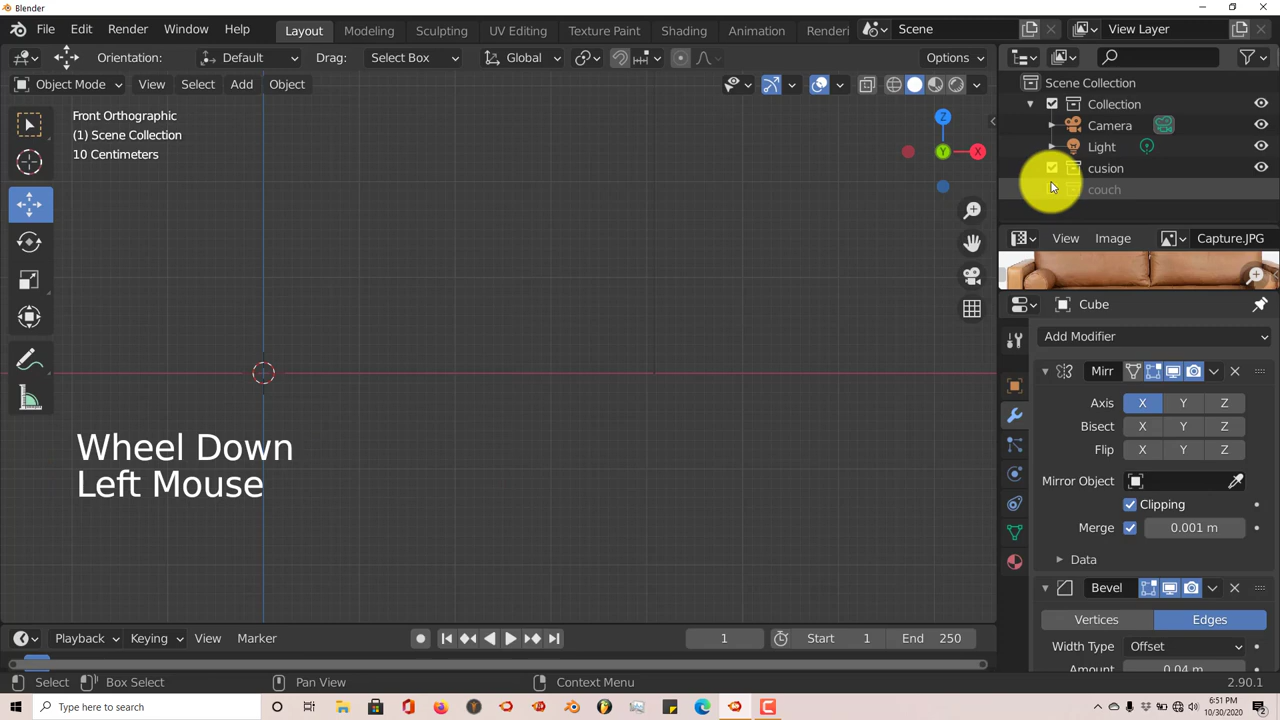 Blender
File Edit Render Window Help Layout Modeling Sculpting UV Editing Texture Paint Shading Animation Renderi Scene View Layer
Orientation: Default Drag: Select Box Global Options
Object Mode View Select Add Object
Front Orthographic
(1) Scene Collection
10 Centimeters
Z
Y
X
Wheel Down
Left Mouse
Scene Collection
Collection
Camera
Light
cusion
couch
View Image Capture.JPG
Cube
Add Modifier
Mirr
Axis X Y Z
Bisect X Y Z
Flip X Y Z
Mirror Object
Clipping
Merge 0.001 m
Data
Bevel
Vertices Edges
Width Type Offset
Amount 0.04 m
Playback Keying View Marker 1 Start 1 End 250
Select Box Select Pan View Context Menu 2.90.1
Type here to search
6:51 PM
10/30/2020
2